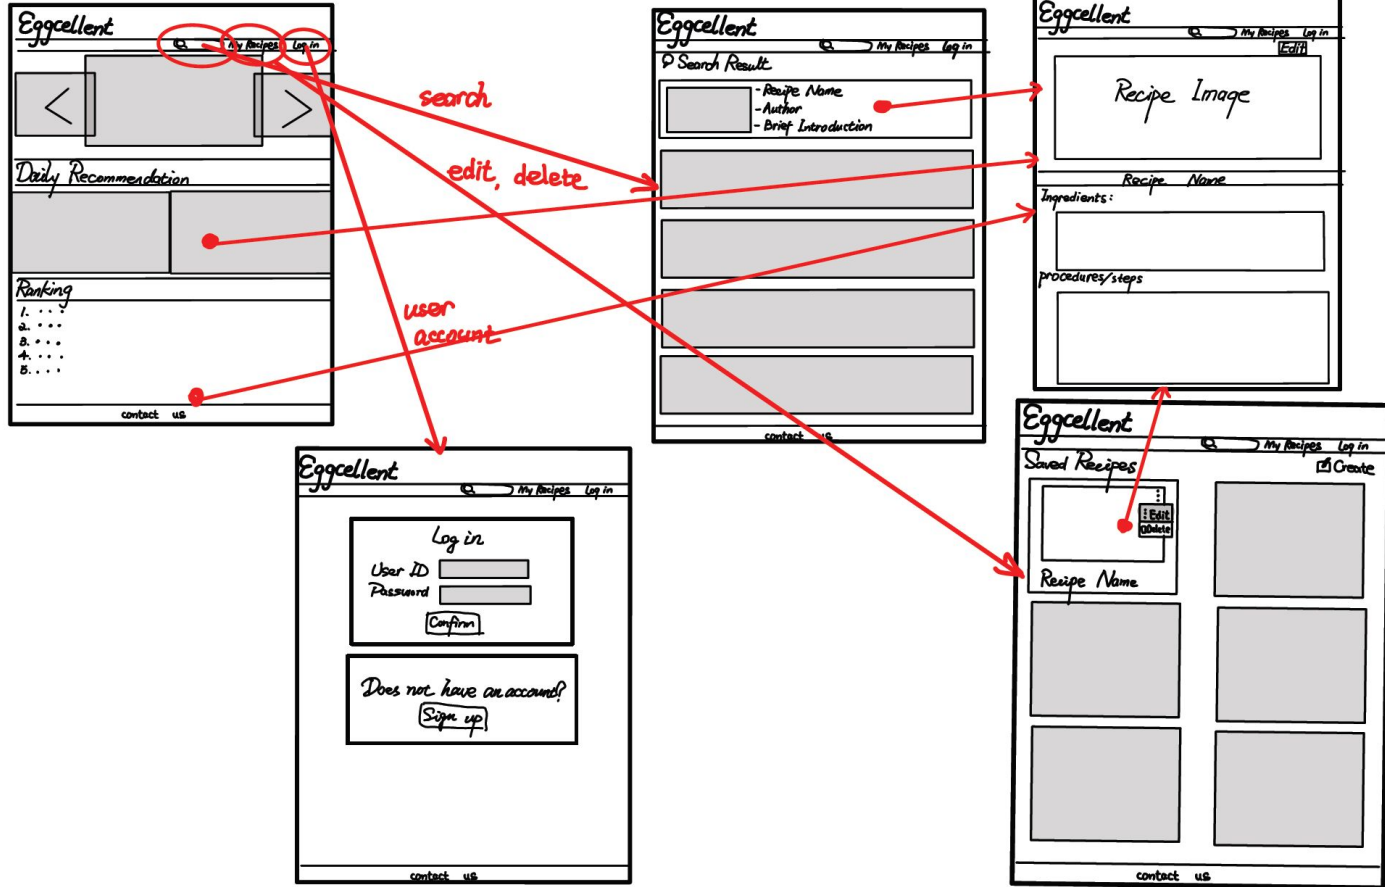 Eggcellent
My Recipes Log in
Daily Recommendation
Ranking
1. . . .
2. . . .
3. . . .
4. . . .
5. . . .
contact us
search
edit, delete
user
account
Eggcellent
My Recipes Log in
Search Result
- Recipe Name
- Author
- Brief Introduction
contact us
Eggcellent
My Recipes Log in
Edit
Recipe Image
Recipe Name
Ingredients:
procedures/steps
Eggcellent
My Recipes Log in
Log in
User ID
Password
Confirm
Does not have an account?
Sign up
contact us
Eggcellent
My Recipes Log in
Saved Recipes
Create
Edit
Delete
Recipe Name
contact us